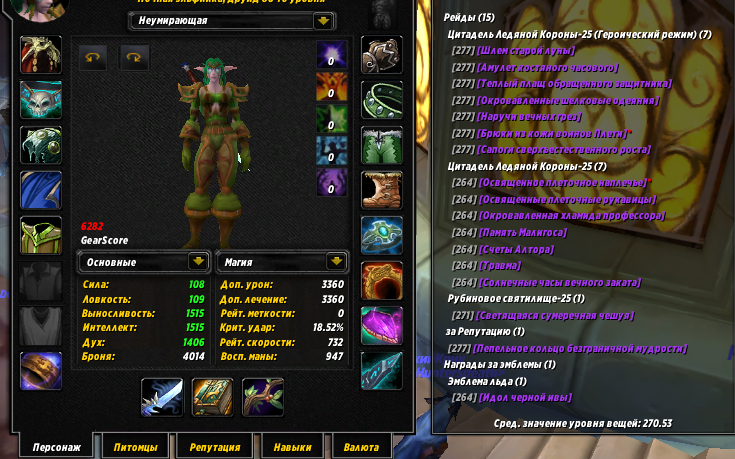 Неумирающая
0
0
0
0
0
6282
GearScore
Основные
Магия
Сила: 108
Ловкость: 109
Выносливость: 1515
Интеллект: 1515
Дух: 1406
Броня: 4014
Доп. урон: 3360
Доп. лечение: 3360
Рейт. меткости: 0
Крит. удар: 18.52%
Рейт. скорости: 732
Восп. маны: 947
Персонаж
Питомцы
Репутация
Навыки
Валюта
Рейды (15)
Цитадель Ледяной Короны-25 (Героический режим) (7)
[277] [Шлем старой луны]
[277] [Амулет костяного часового]
[277] [Теплый плащ обращенного защитника]
[277] [Окровавленные шелковые одеяния]
[277] [Наручи вечных грез]
[277] [Брюки из кожи воинов Плети]*
[277] [Сапоги сверхъестественного роста]
Цитадель Ледяной Короны-25 (7)
[264] [Освященное плеточное наплечье]*
[264] [Освященные плеточные рукавицы]
[264] [Окровавленная хламида профессора]
[264] [Память Малигоса]
[264] [Счеты Алтора]
[264] [Травма]
[264] [Солнечные часы вечного заката]
Рубиновое святилище-25 (1)
[271] [Светящаяся сумеречная чешуя]
за Репутацию (1)
[277] [Пепельное кольцо безграничной мудрости]
Награды за эмблемы (1)
Эмблема льда (1)
[264] [Идол черной ивы]
Сред. значение уровня вещей: 270.53